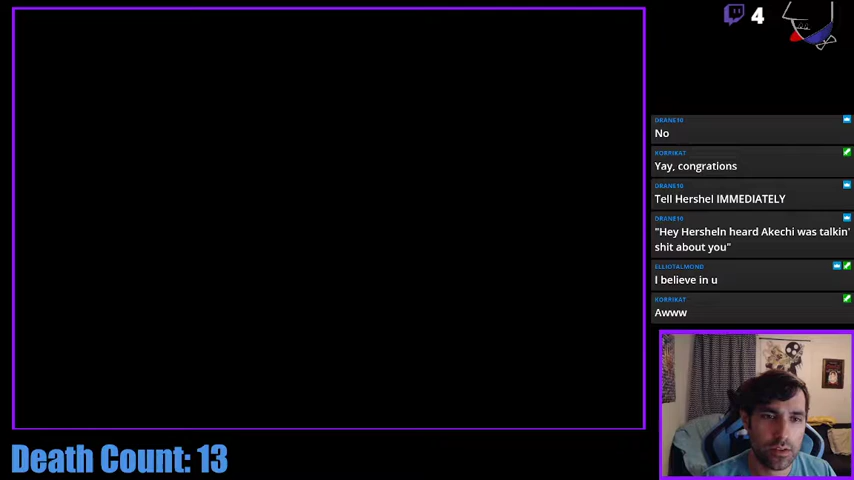 4
DRANE10
No
KORRIKAT
Yay, congrations
DRANE10
Tell Hershel IMMEDIATELY
DRANE10
"Hey Hersheln heard Akechi was talkin'
shit about you"
ELLIOTALMOND
I believe in u
KORRIKAT
Awww
Death Count: 13